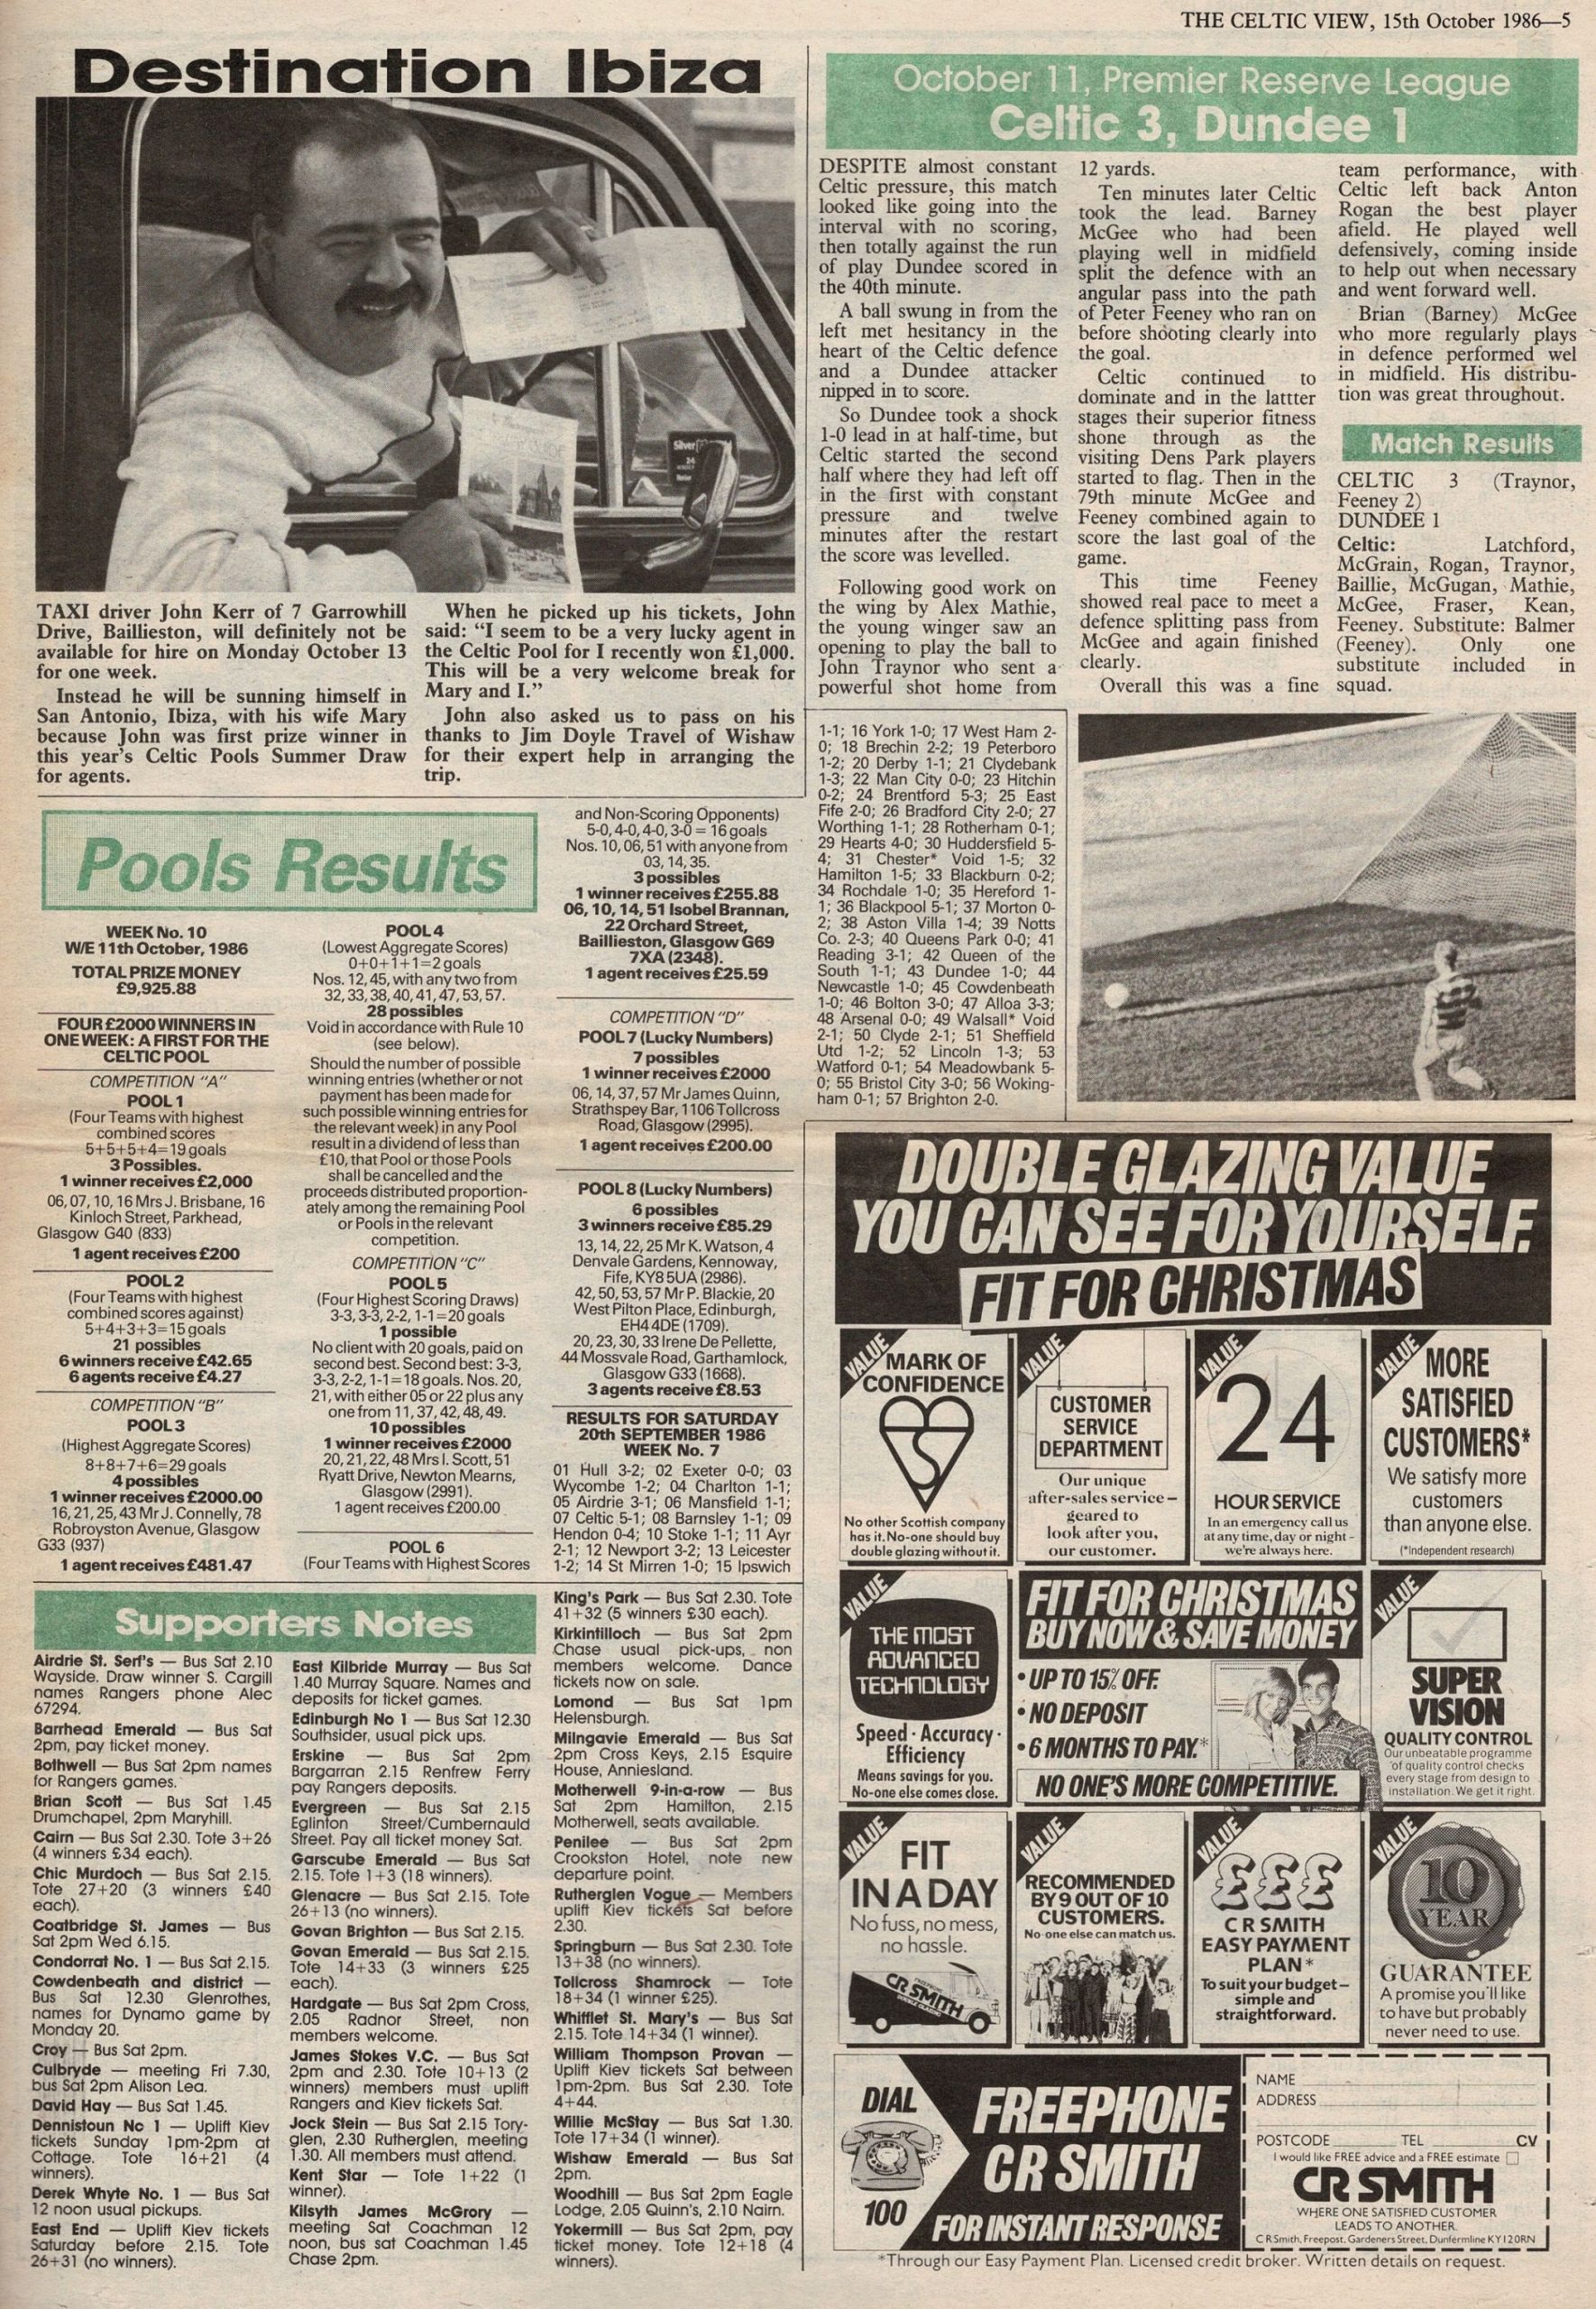 THE CELTIC VIEW, 15th October 1986—5
Destination Ibiza
TAXI driver John Kerr of 7 Garrowhill
Drive, Baillieston, will definitely not be
available for hire on Monday October 13
for one week.
Instead he will be sunning himself in
San Antonio, Ibiza, with his wife Mary
because John was first prize winner in
this year's Celtic Pools Summer Draw
for agents.
When he picked up his tickets, John
said: “I seem to be a very lucky agent in
the Celtic Pool for I recently won £1,000.
This will be a very welcome break for
Mary and I.”
John also asked us to pass on his
thanks to Jim Doyle Travel of Wishaw
for their expert help in arranging the
trip.
October 11, Premier Reserve League
Celtic 3, Dundee 1
DESPITE almost constant
Celtic pressure, this match
looked like going into the
interval with no scoring,
then totally against the run
of play Dundee scored in
the 40th minute.
A ball swung in from the
left met hesitancy in the
heart of the Celtic defence
and a Dundee attacker
nipped in to score.
So Dundee took a shock
1-0 lead in at half-time, but
Celtic started the second
half where they had left off
in the first with constant
pressure and twelve
minutes after the restart
the score was levelled.
Following good work on
the wing by Alex Mathie,
the young winger saw an
opening to play the ball to
John Traynor who sent a
powerful shot home from
12 yards.
Ten minutes later Celtic
took the lead. Barney
McGee who had been
playing well in midfield
split the defence with an
angular pass into the path
of Peter Feeney who ran on
before shooting clearly into
the goal.
Celtic continued to
dominate and in the lattter
stages their superior fitness
shone through as the
visiting Dens Park players
started to flag. Then in the
79th minute McGee and
Feeney combined again to
score the last goal of the
game.
This time Feeney
showed real pace to meet a
defence splitting pass from
McGee and again finished
clearly.
Overall this was a fine
team performance, with
Celtic left back Anton
Rogan the best player
afield. He played well
defensively, coming inside
to help out when necessary
and went forward well.
Brian (Barney) McGee
who more regularly plays
in defence performed wel
in midfield. His distribu-
tion was great throughout.
Match Results
CELTIC 3 (Traynor,
Feeney 2)
DUNDEE 1
Celtic: Latchford,
McGrain, Rogan, Traynor,
Baillie, McGugan, Mathie,
McGee, Fraser, Kean,
Feeney. Substitute: Balmer
(Feeney). Only one
substitute included in
squad.
Pools Results
WEEK No. 10
W/E 11th October, 1986
TOTAL PRIZE MONEY
£9,925.88
FOUR £2000 WINNERS IN
ONE WEEK: A FIRST FOR THE
CELTIC POOL
COMPETITION “A”
POOL 1
(Four Teams with highest
combined scores
5+5+5+4=19 goals
3 Possibles.
1 winner receives £2,000
06, 07, 10, 16 Mrs J. Brisbane, 16
Kinloch Street, Parkhead,
Glasgow G40 (833)
1 agent receives £200
POOL 2
(Four Teams with highest
combined scores against)
5+4+3+3=15 goals
21 possibles
6 winners receive £42.65
6 agents receive £4.27
COMPETITION “B”
POOL 3
(Highest Aggregate Scores)
8+8+7+6=29 goals
4 possibles
1 winner receives £2000.00
16, 21, 25, 43 Mr J. Connelly, 78
Robroyston Avenue, Glasgow
G33 (937)
1 agent receives £481.47
POOL 4
(Lowest Aggregate Scores)
0+0+1+1=2 goals
Nos. 12, 45, with any two from
32, 33, 38, 40, 41, 47, 53, 57.
28 possibles
Void in accordance with Rule 10
(see below).
Should the number of possible
winning entries (whether or not
payment has been made for
such possible winning entries for
the relevant week) in any Pool
result in a dividend of less than
£10, that Pool or those Pools
shall be cancelled and the
proceeds distributed proportion-
ately among the remaining Pool
or Pools in the relevant
competition.
COMPETITION “C”
POOL 5
(Four Highest Scoring Draws)
3-3, 3-3, 2-2, 1-1=20 goals
1 possible
No client with 20 goals, paid on
second best. Second best: 3-3,
3-3, 2-2, 1-1=18 goals. Nos. 20,
21, with either 05 or 22 plus any
one from 11, 37, 42, 48, 49.
10 possibles
1 winner receives £2000
20, 21, 22, 48 Mrs I. Scott, 51
Ryatt Drive, Newton Mearns,
Glasgow (2991).
1 agent receives £200.00
POOL 6
(Four Teams with Highest Scores
and Non-Scoring Opponents)
5-0, 4-0, 4-0, 3-0 = 16 goals
Nos. 10, 06, 51 with anyone from
03, 14, 35.
3 possibles
1 winner receives £255.88
06, 10, 14, 51 Isobel Brannan,
22 Orchard Street,
Baillieston, Glasgow G69
7XA (2348).
1 agent receives £25.59
COMPETITION “D”
POOL 7 (Lucky Numbers)
7 possibles
1 winner receives £2000
06, 14, 37, 57 Mr James Quinn,
Strathspey Bar, 1106 Tollcross
Road, Glasgow (2995).
1 agent receives £200.00
POOL 8 (Lucky Numbers)
6 possibles
3 winners receive £85.29
13, 14, 22, 25 Mr K. Watson, 4
Denvale Gardens, Kennoway,
Fife, KY8 5UA (2986).
42, 50, 53, 57 Mr P. Blackie, 20
West Pilton Place, Edinburgh,
EH4 4DE (1709).
20, 23, 30, 33 Irene De Pellette,
44 Mossvale Road, Garthamlock,
Glasgow G33 (1668).
3 agents receive £8.53
RESULTS FOR SATURDAY
20th SEPTEMBER 1986
WEEK No. 7
01 Hull 3-2; 02 Exeter 0-0; 03
Wycombe 1-2; 04 Charlton 1-1;
05 Airdrie 3-1; 06 Mansfield 1-1;
07 Celtic 5-1; 08 Barnsley 1-1; 09
Hendon 0-4; 10 Stoke 1-1; 11 Ayr
2-1; 12 Newport 3-2; 13 Leicester
1-2; 14 St Mirren 1-0; 15 Ipswich
1-1; 16 York 1-0; 17 West Ham 2-
0; 18 Brechin 2-2; 19 Peterboro
1-2; 20 Derby 1-1; 21 Clydebank
1-3; 22 Man City 0-0; 23 Hitchin
0-2; 24 Brentford 5-3; 25 East
Fife 2-0; 26 Bradford City 2-0; 27
Worthing 1-1; 28 Rotherham 0-1;
29 Hearts 4-0; 30 Huddersfield 5-
4; 31 Chester* Void 1-5; 32
Hamilton 1-5; 33 Blackburn 0-2;
34 Rochdale 1-0; 35 Hereford 1-
1; 36 Blackpool 5-1; 37 Morton 0-
2; 38 Aston Villa 1-4; 39 Notts
Co. 2-3; 40 Queens Park 0-0; 41
Reading 3-1; 42 Queen of the
South 1-1; 43 Dundee 1-0; 44
Newcastle 1-0; 45 Cowdenbeath
1-0; 46 Bolton 3-0; 47 Alloa 3-3;
48 Arsenal 0-0; 49 Walsall* Void
2-1; 50 Clyde 2-1; 51 Sheffield
Utd 1-2; 52 Lincoln 1-3; 53
Watford 0-1; 54 Meadowbank 5-
0; 55 Bristol City 3-0; 56 Woking-
ham 0-1; 57 Brighton 2-0.
Supporters Notes
Airdrie St. Serf's — Bus Sat 2.10
Wayside. Draw winner S. Cargill
names Rangers phone Alec
67294.
Barrhead Emerald — Bus Sat
2pm, pay ticket money.
Bothwell — Bus Sat 2pm names
for Rangers games.
Brian Scott — Bus Sat 1.45
Drumchapel, 2pm Maryhill.
Cairn — Bus Sat 2.30. Tote 3+26
(4 winners £34 each).
Chic Murdoch — Bus Sat 2.15.
Tote 27+20 (3 winners £40
each).
Coatbridge St. James — Bus
Sat 2pm Wed 6.15.
Condorrat No. 1 — Bus Sat 2.15.
Cowdenbeath and district —
Bus Sat 12.30 Glenrothes,
names for Dynamo game by
Monday 20.
Croy — Bus Sat 2pm.
Culbryde — meeting Fri 7.30,
bus Sat 2pm Alison Lea.
David Hay — Bus Sat 1.45.
Dennistoun No 1 — Uplift Kiev
tickets Sunday 1pm-2pm at
Cottage. Tote 16+21 (4
winners).
Derek Whyte No. 1 — Bus Sat
12 noon usual pickups.
East End — Uplift Kiev tickets
Saturday before 2.15. Tote
26+31 (no winners).
East Kilbride Murray — Bus Sat
1.40 Murray Square. Names and
deposits for ticket games.
Edinburgh No 1 — Bus Sat 12.30
Southsider, usual pick ups.
Erskine — Bus Sat 2pm
Bargarran 2.15 Renfrew Ferry
pay Rangers deposits.
Evergreen — Bus Sat 2.15
Eglinton Street/Cumbernauld
Street. Pay all ticket money Sat.
Garscube Emerald — Bus Sat
2.15. Tote 1+3 (18 winners).
Glenacre — Bus Sat 2.15. Tote
26+13 (no winners).
Govan Brighton — Bus Sat 2.15.
Govan Emerald — Bus Sat 2.15.
Tote 14+33 (3 winners £25
each).
Hardgate — Bus Sat 2pm Cross,
2.05 Radnor Street, non
members welcome.
James Stokes V.C. — Bus Sat
2pm and 2.30. Tote 10+13 (2
winners) members must uplift
Rangers and Kiev tickets Sat.
Jock Stein — Bus Sat 2.15 Tory-
glen, 2.30 Rutherglen, meeting
1.30. All members must attend.
Kent Star — Tote 1+22 (1
winner).
Kilsyth James McGrory —
meeting Sat Coachman 12
noon, bus sat Coachman 1.45
Chase 2pm.
King's Park — Bus Sat 2.30. Tote
41+32 (5 winners £30 each).
Kirkintilloch — Bus Sat 2pm
Chase usual pick-ups, non
members welcome. Dance
tickets now on sale.
Lomond — Bus Sat 1pm
Helensburgh.
Milngavie Emerald — Bus Sat
2pm Cross Keys, 2.15 Esquire
House, Anniesland.
Motherwell 9-in-a-row — Bus
Sat 2pm Hamilton, 2.15
Motherwell, seats available.
Penilee — Bus Sat 2pm
Crookston Hotel, note new
departure point.
Rutherglen Vogue — Members
uplift Kiev tickets Sat before
2.30.
Springburn — Bus Sat 2.30. Tote
13+38 (no winners).
Tollcross Shamrock — Tote
18+34 (1 winner £25).
Whifflet St. Mary's — Bus Sat
2.15. Tote 14+34 (1 winner).
William Thompson Provan —
Uplift Kiev tickets Sat between
1pm-2pm. Bus Sat 2.30. Tote
4+44.
Willie McStay — Bus Sat 1.30.
Tote 17+34 (1 winner).
Wishaw Emerald — Bus Sat
2pm.
Woodhill — Bus Sat 2pm Eagle
Lodge, 2.05 Quinn's, 2.10 Nairn.
Yokermill — Bus Sat 2pm, pay
ticket money. Tote 12+18 (4
winners).
DOUBLE GLAZING VALUE
YOU CAN SEE FOR YOURSELF.
FIT FOR CHRISTMAS
VALUE
MARK OF
CONFIDENCE
No other Scottish company
has it. No-one should buy
double glazing without it.
VALUE
CUSTOMER
SERVICE
DEPARTMENT
Our unique
after-sales service –
geared to
look after you,
our customer.
VALUE
24
HOUR SERVICE
In an emergency call us
at any time, day or night –
we're always here.
VALUE
MORE
SATISFIED
CUSTOMERS*
We satisfy more
customers
than anyone else.
(*Independent research)
VALUE
THE MOST
ADVANCED
TECHNOLOGY
Speed · Accuracy ·
Efficiency
Means savings for you.
No-one else comes close.
FIT FOR CHRISTMAS
BUY NOW & SAVE MONEY
• UP TO 15% OFF.
• NO DEPOSIT
• 6 MONTHS TO PAY.*
NO ONE'S MORE COMPETITIVE.
VALUE
SUPER
VISION
QUALITY CONTROL
Our unbeatable programme
of quality control checks
every stage from design to
installation. We get it right.
VALUE
FIT
IN A DAY
No fuss, no mess,
no hassle.
CR SMITH
VALUE
RECOMMENDED
BY 9 OUT OF 10
CUSTOMERS.
No-one else can match us.
VALUE
£££
C R SMITH
EASY PAYMENT
PLAN*
To suit your budget –
simple and
straightforward.
VALUE
10
YEAR
GUARANTEE
A promise you'll like
to have but probably
never need to use.
DIAL
100
FREEPHONE
CR SMITH
FOR INSTANT RESPONSE
NAME
ADDRESS
POSTCODE TEL CV
I would like FREE advice and a FREE estimate
CR SMITH
WHERE ONE SATISFIED CUSTOMER
LEADS TO ANOTHER.
C R Smith, Freepost, Gardeners Street, Dunfermline KY12 0RN
*Through our Easy Payment Plan. Licensed credit broker. Written details on request.